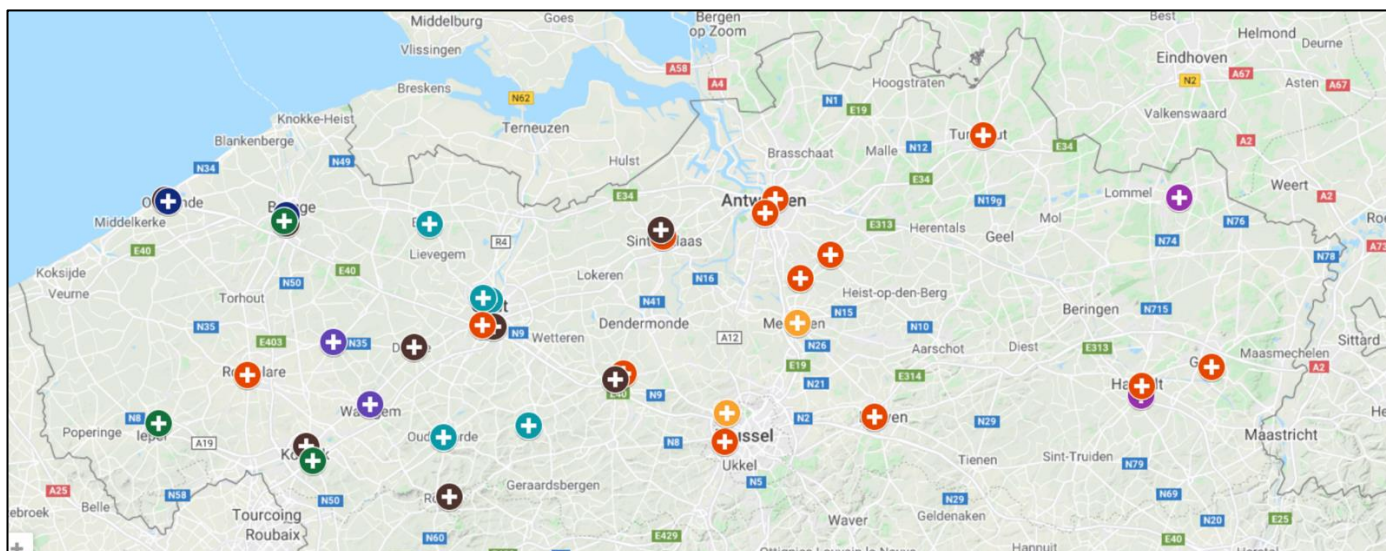 Middelburg
Goes
Bergen
op Zoom
Best
Helmond
Deurne
Vlissingen
Eindhoven
A58
A4
N2
A67
Asten
A67
Breskens
N62
Hoogstraten
N1
E19
Valkenswaard
Knokke-Heist
Terneuzen
Blankenberge
N49
Hulst
Brasschaat
Malle
N12
E34
A2
N34
E34
E34
Lommel
Weert
A2
Middelkerke
N19g
Mol
N76
E313
Herentals
Geel
N74
E40
R4
Lievegem
A73
N78
Koksijde
E40
Lokeren
N16
Veurne
N50
Heist-op-den-Berg
Torhout
N41
Beringen
N715
N35
Dendermonde
A12
N15
N10
E403
N35
N9
Wetteren
N26
Aarschot
Diest
E313
Maasmechelen
Sittard
E19
A2
E314
N21
E40
N9
N8
N2
N29
Poperinge
A19
N8
Maastricht
Ukkel
Tienen
Sint-Truiden
N79
A25
Belle
N58
N50
Geraardsbergen
N5
N29
N69
Tourcoing
Roubaix
Waver
Geldenaken
N20
E25
N60
E429
E40
Hannuit